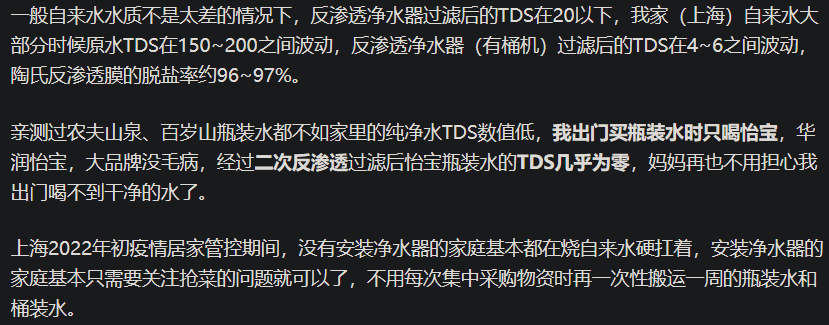 一般自来水水质不是太差的情况下，反渗透净水器过滤后的TDS在20以下，我家（上海）自来水大
部分时候原水TDS在150~200之间波动，反渗透净水器（有桶机）过滤后的TDS在4~6之间波动，
陶氏反渗透膜的脱盐率约96~97%。
亲测过农夫山泉、百岁山瓶装水都不如家里的纯净水TDS数值低，我出门买瓶装水时只喝怡宝，华
润怡宝，大品牌没毛病，经过二次反渗透过滤后怡宝瓶装水的TDS几乎为零，妈妈再也不用担心我
出门喝不到干净的水了。
上海2022年初疫情居家管控期间，没有安装净水器的家庭基本都在烧自来水硬扛着，安装净水器的
家庭基本只需要关注抢菜的问题就可以了，不用每次集中采购物资时再一次性搬运一周的瓶装水和
桶装水。